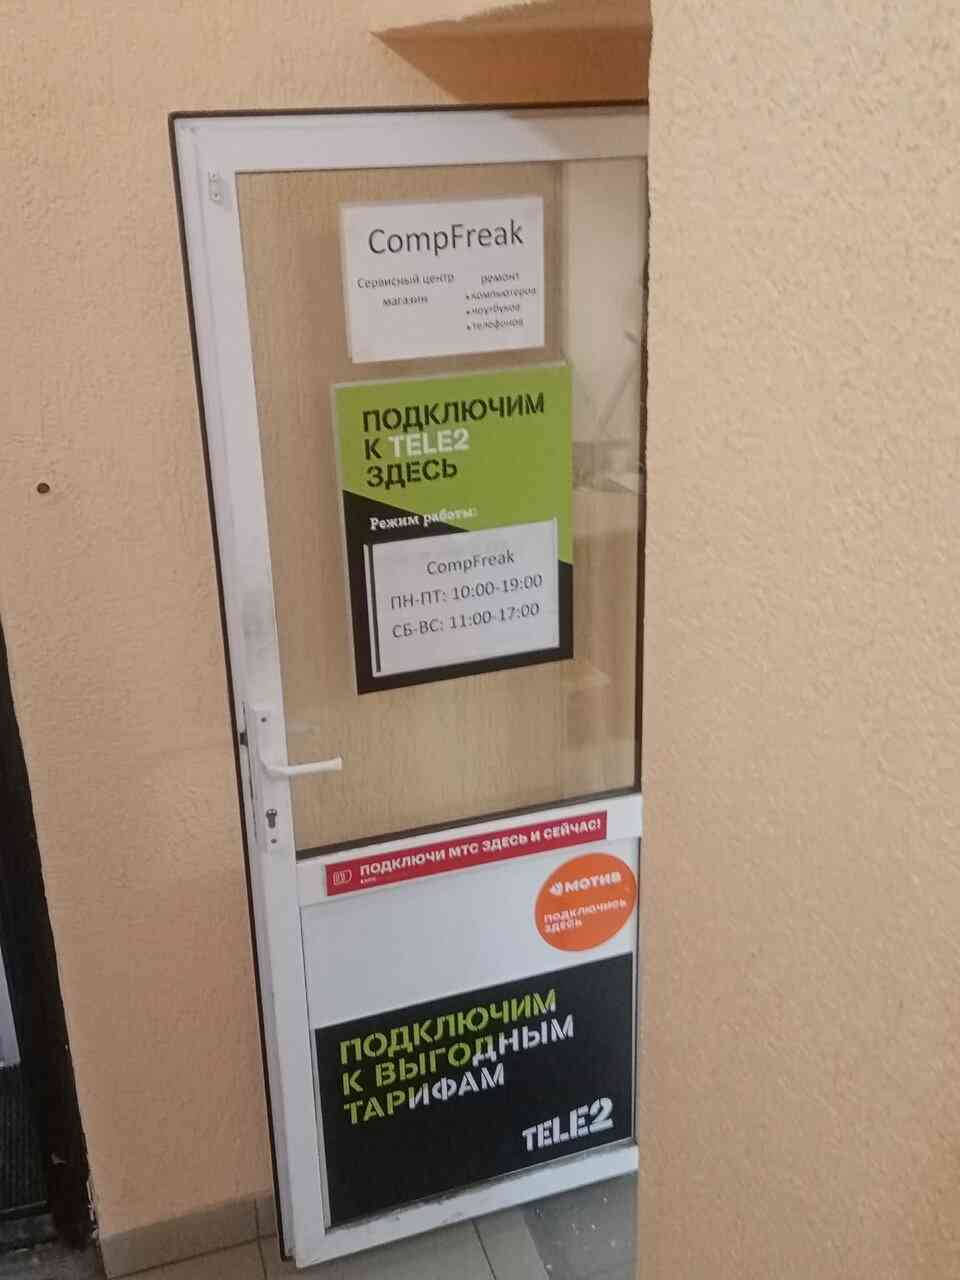 CompFreak
Сервисный центр
магазин
ремонт
•компьютеров
•ноутбуков
•телефонов
ПОДКЛЮЧИМ
К TELE2
ЗДЕСЬ
Режим работы:
CompFreak
ПН-ПТ: 10:00-19:00
СБ-ВС: 11:00-17:00
ПОДКЛЮЧИ МТС ЗДЕСЬ И СЕЙЧАС!
МОТИВ
ПОДКЛЮЧИСЬ
ЗДЕСЬ
ПОДКЛЮЧИМ
К ВЫГОДНЫМ
ТАРИФАМ
TELE2